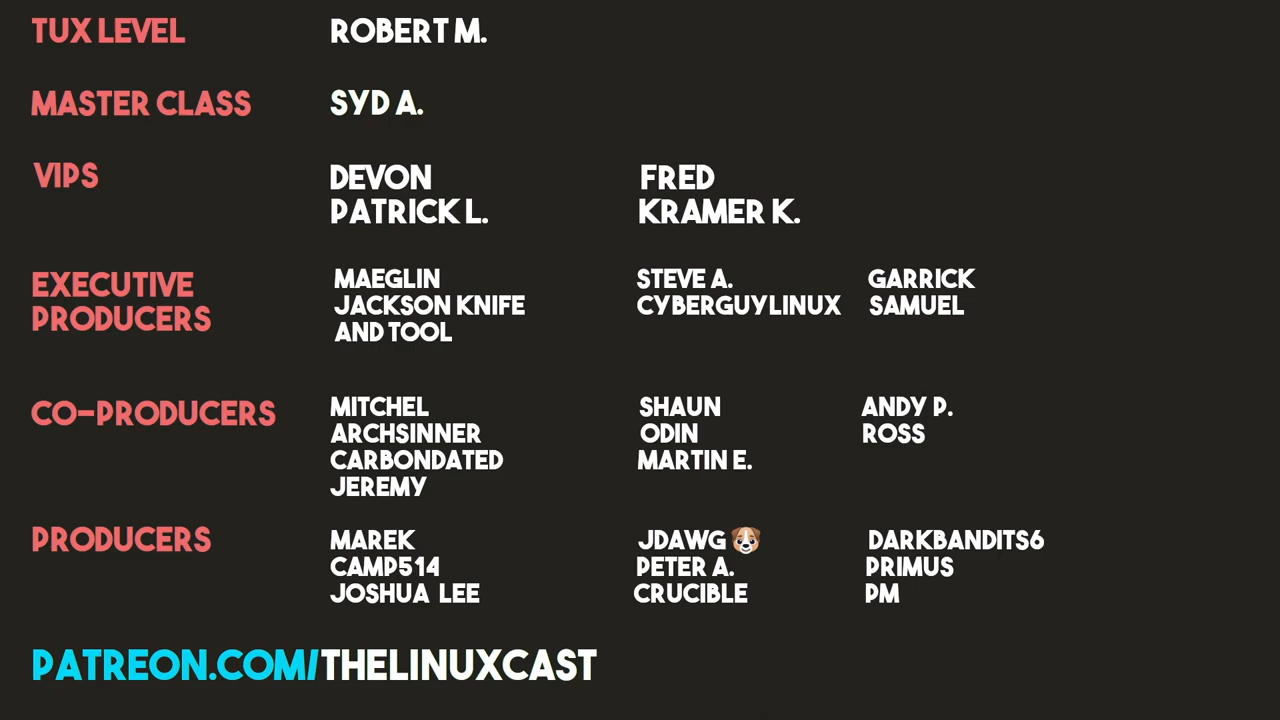 TUX LEVEL ROBERT M.
MASTER CLASS SYD A.
VIPS DEVON FRED
PATRICK L. KRAMER K.
EXECUTIVE PRODUCERS
MAEGLIN STEVE A. GARRICK
JACKSON KNIFE CYBERGUYLINUX SAMUEL
AND TOOL
CO-PRODUCERS MITCHEL SHAUN ANDY P.
ARCHSINNER ODIN ROSS
CARBONDATED MARTIN E.
JEREMY
PRODUCERS MAREK JDAWG🐶 DARKBANDITS6
CAMP514 PETER A. PRIMUS
JOSHUA LEE CRUCIBLE PM
PATREON.COM/THELINUXCAST